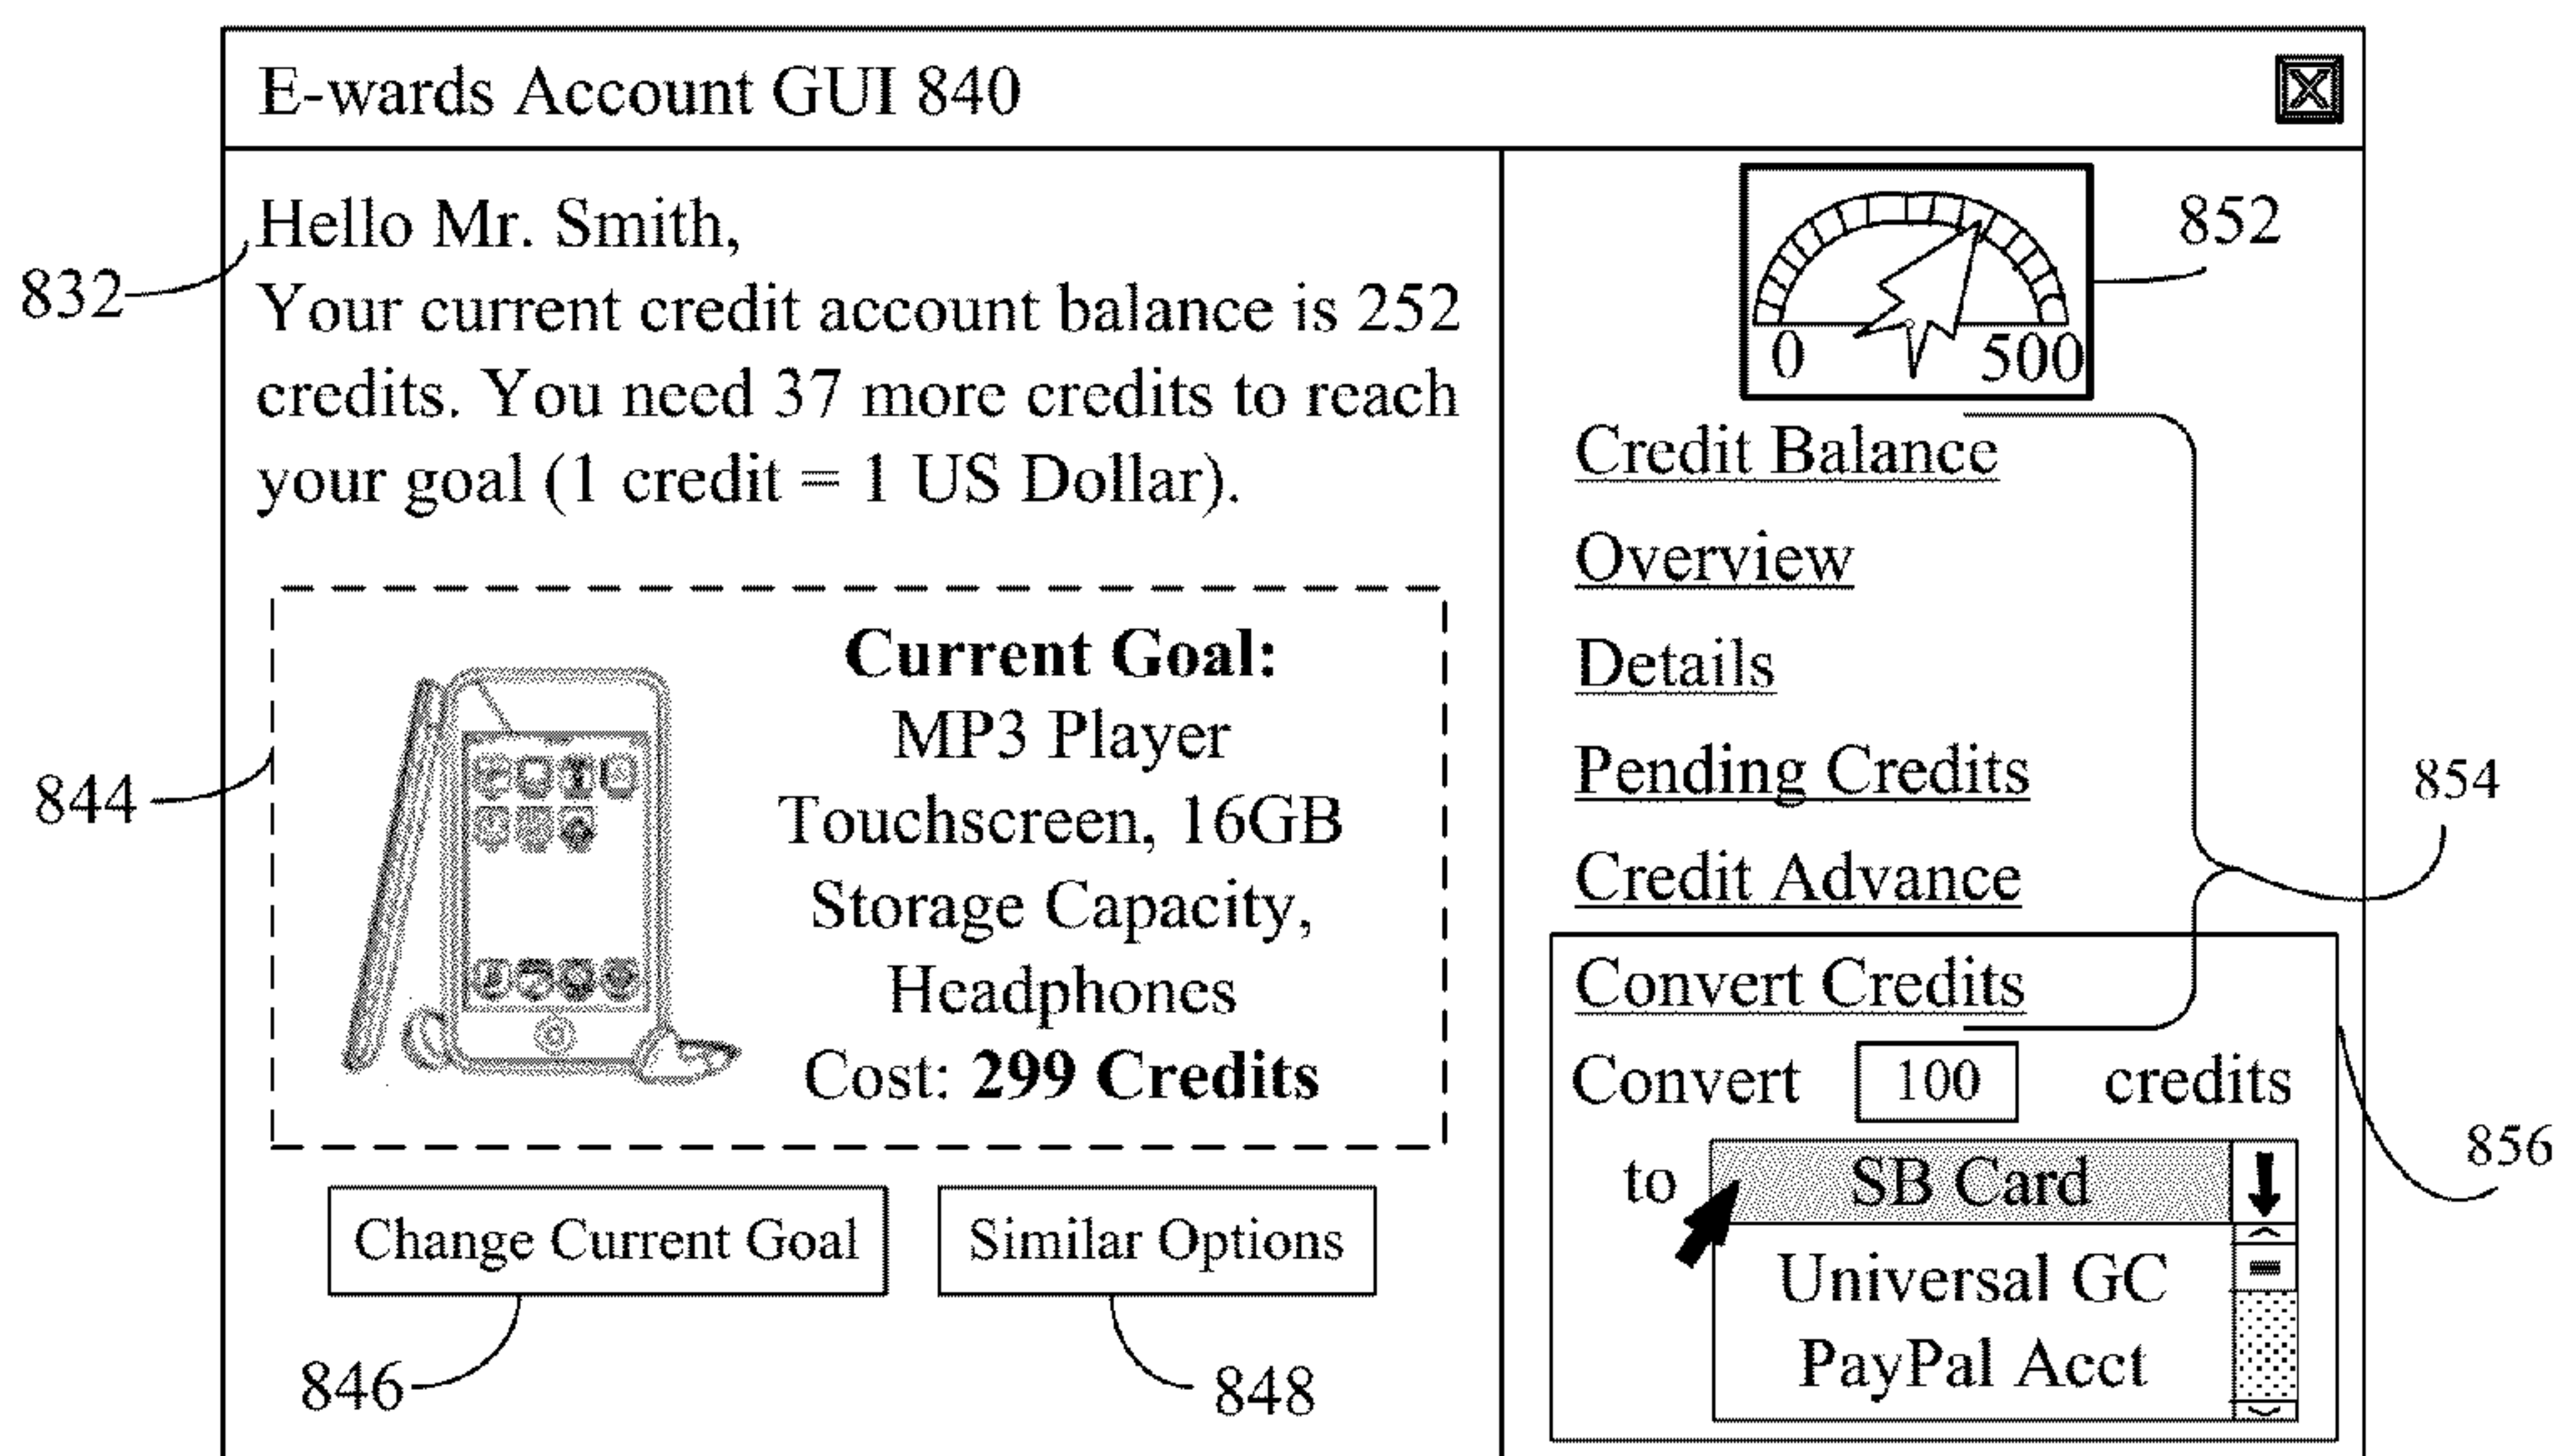 E-wards Account GUI 840
Hello Mr. Smith,
832
Your current credit account balance is 252
credits. You need 37 more credits to reach
your goal (1 credit = 1 US Dollar).
844
Current Goal:
MP3 Player
Touchscreen, 16GB
Storage Capacity,
Headphones
Cost: 299 Credits
Change Current Goal
Similar Options
846
848
0
500
852
Credit Balance
Overview
Details
Pending Credits
Credit Advance
854
Convert Credits
Convert 100 credits
to SB Card
Universal GC
PayPal Acct
856